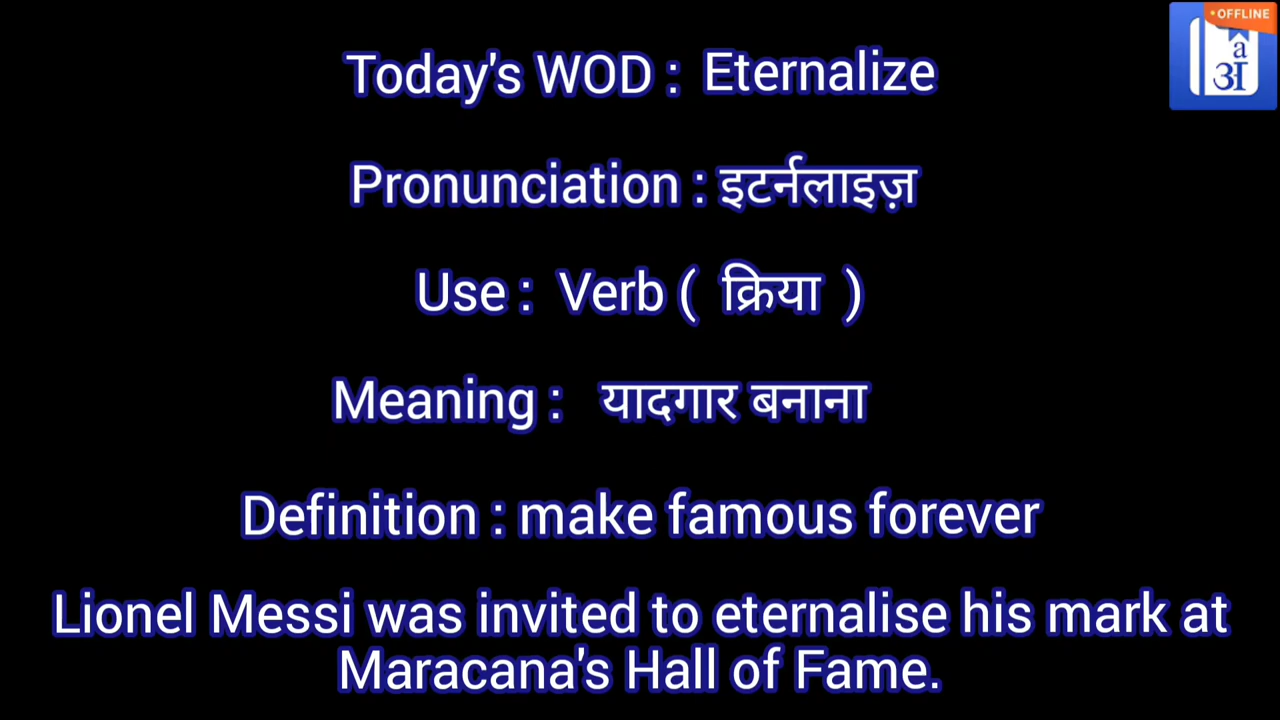 •OFFLINE
a
अ
Today's WOD : Eternalize
Pronunciation : इटर्नलाइज़
Use : Verb ( क्रिया )
Meaning : यादगार बनाना
Definition : make famous forever
Lionel Messi was invited to eternalise his mark at
Maracana's Hall of Fame.